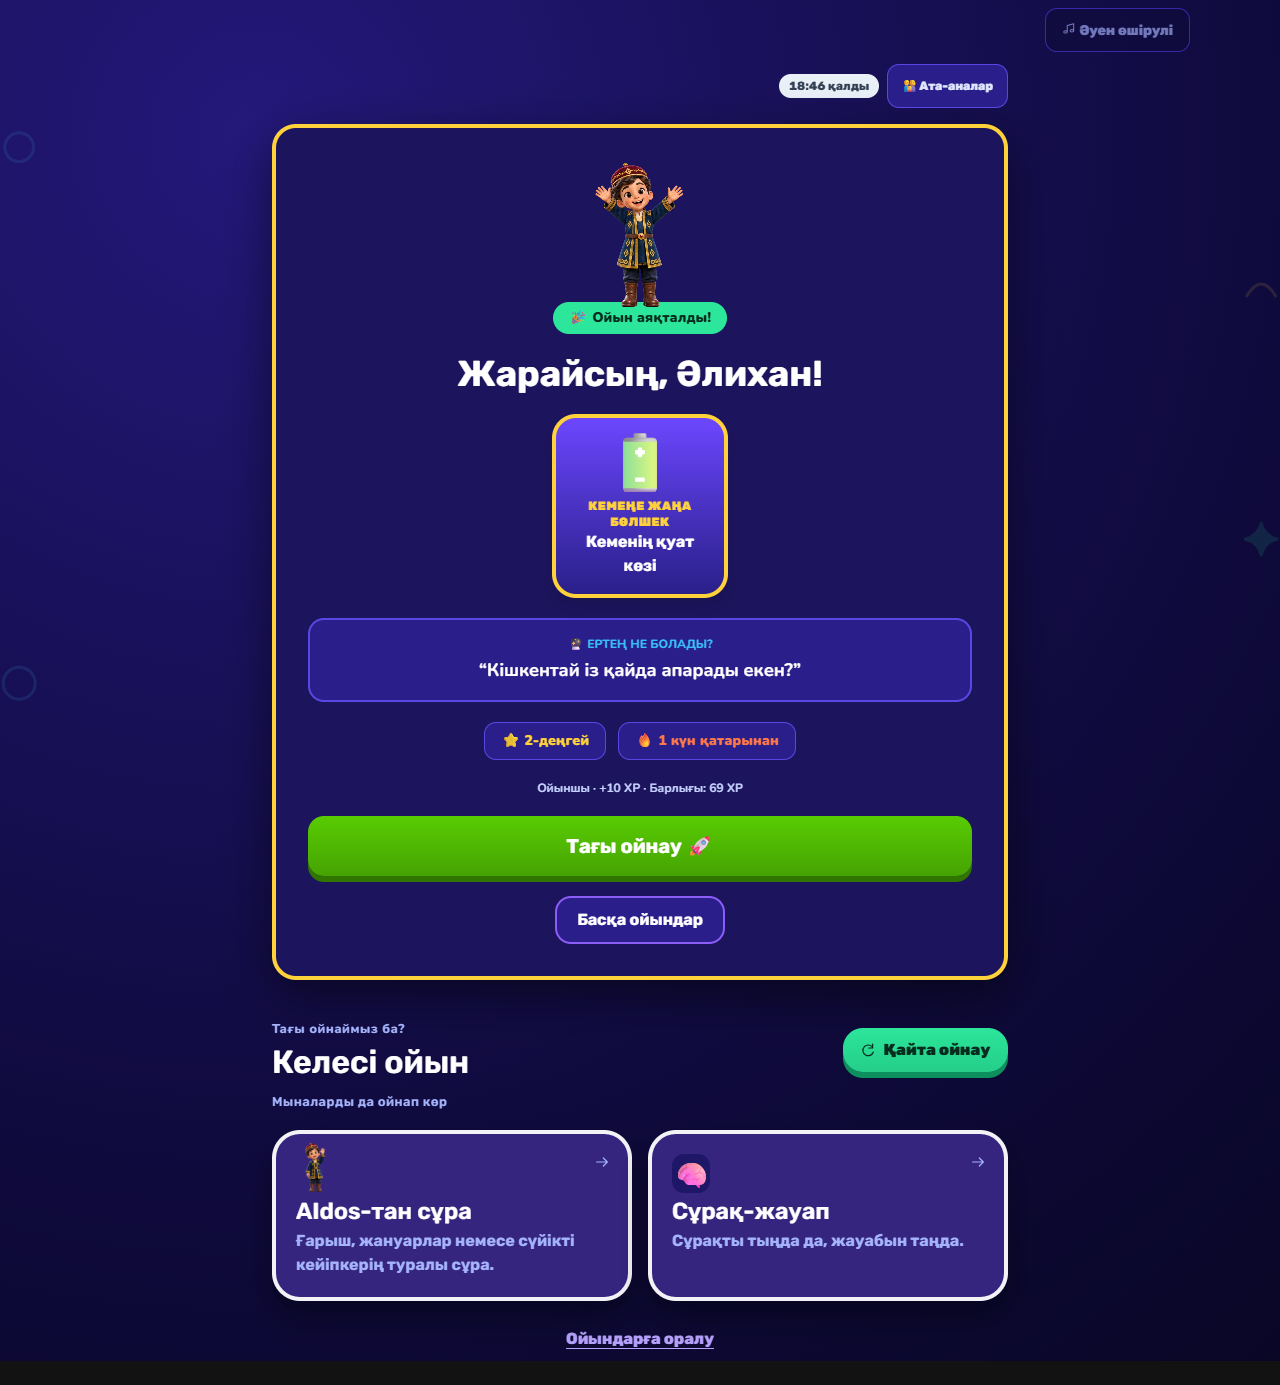 Әуен өшірулі
18:46 қалды
Ата-аналар
Ойын аяқталды!
Жарайсың, Әлихан!
КЕМЕҢЕ ЖАҢА
БӨЛШЕК
Кеменің қуат
көзі
ЕРТЕҢ НЕ БОЛАДЫ?
“Кішкентай із қайда апарады екен?”
2-деңгей
1 күн қатарынан
Ойыншы · +10 XP · Барлығы: 69 XP
Тағы ойнау
Басқа ойындар
Тағы ойнаймыз ба?
Келесі ойын
Қайта ойнау
Мыналарды да ойнап көр
Aldos-тан сұра
Ғарыш, жануарлар немесе сүйікті
кейіпкерің туралы сұра.
Сұрақ-жауап
Сұрақты тыңда да, жауабын таңда.
Ойындарға оралу